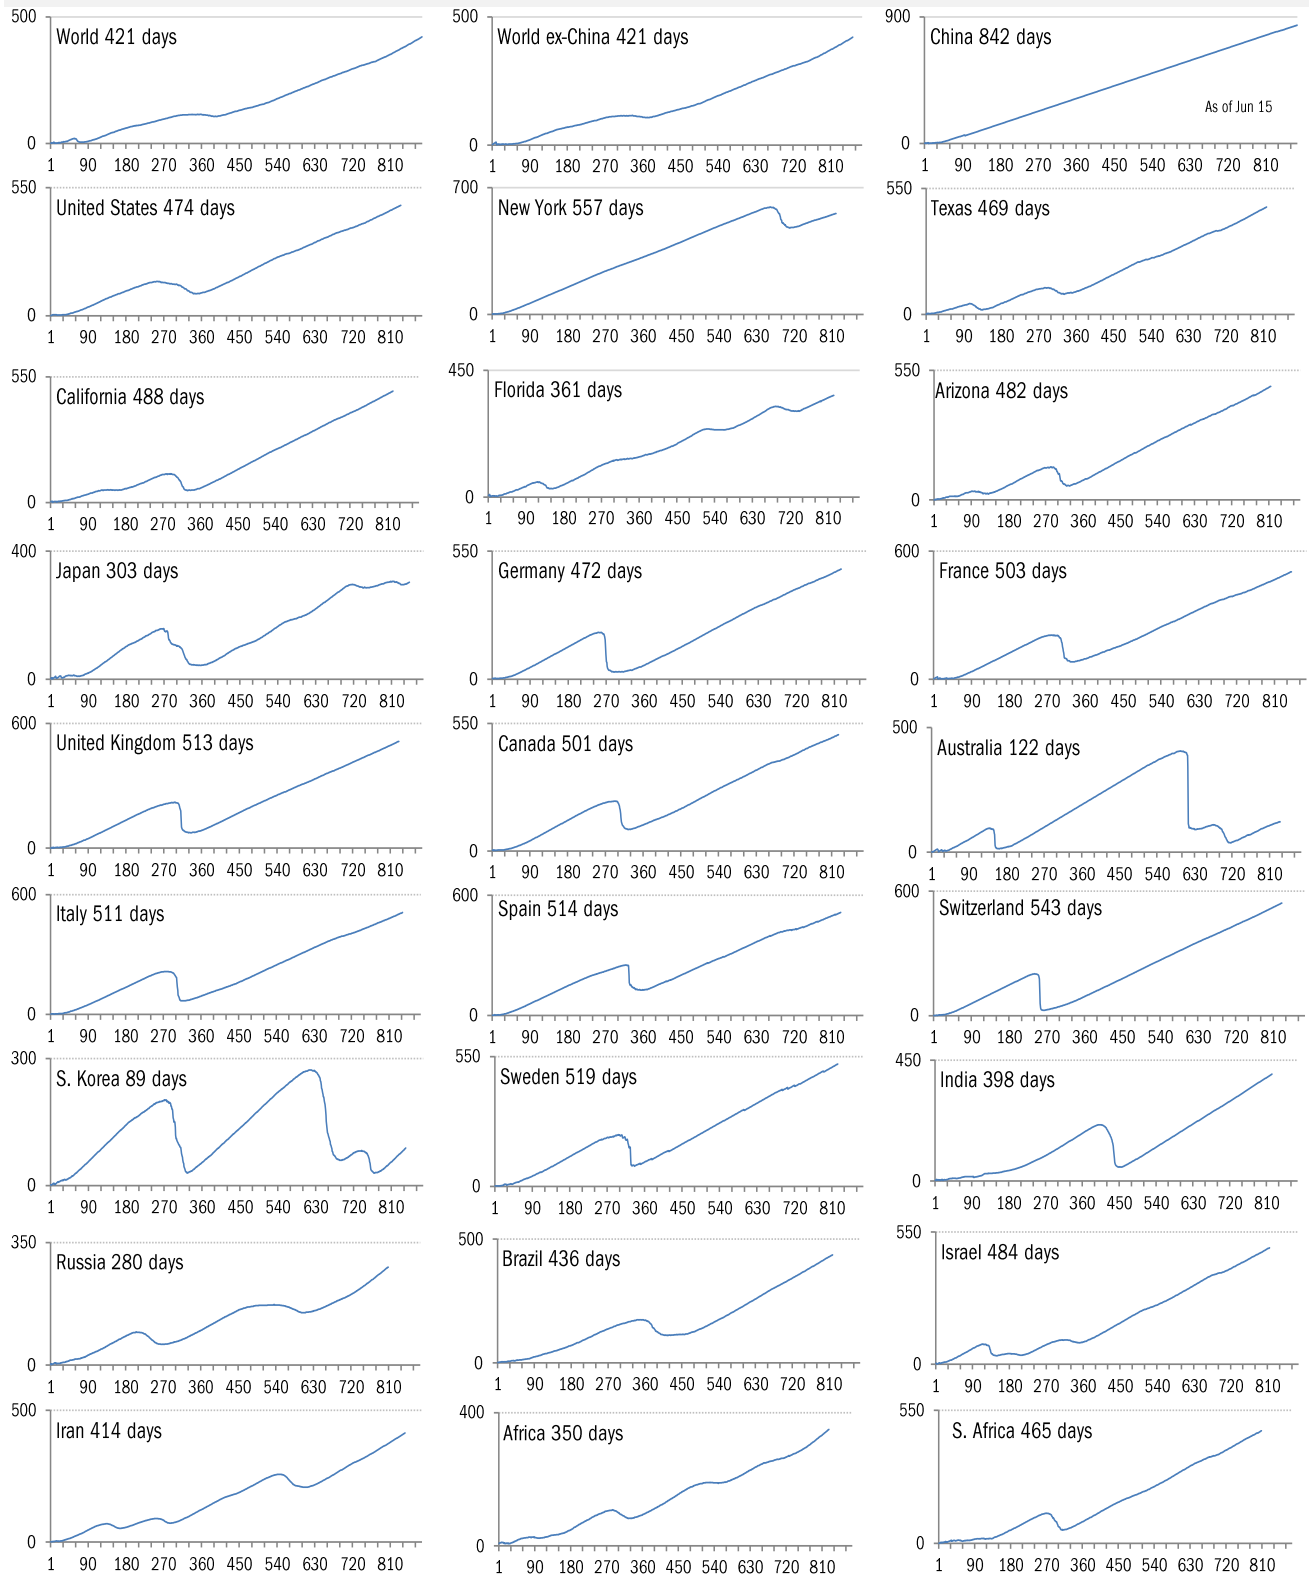 500
World 421 days
0
1 90 180 270 360 450 540 630 720 810
500
World ex-China 421 days
0
1 90 180 270 360 450 540 630 720 810
900
China 842 days
As of Jun 15
0
1 90 180 270 360 450 540 630 720 810
550
United States 474 days
0
1 90 180 270 360 450 540 630 720 810
700
New York 557 days
0
1 90 180 270 360 450 540 630 720 810
550
Texas 469 days
0
1 90 180 270 360 450 540 630 720 810
550
California 488 days
0
1 90 180 270 360 450 540 630 720 810
450
Florida 361 days
0
1 90 180 270 360 450 540 630 720 810
550
Arizona 482 days
0
1 90 180 270 360 450 540 630 720 810
400
Japan 303 days
0
1 90 180 270 360 450 540 630 720 810
550
Germany 472 days
0
1 90 180 270 360 450 540 630 720 810
600
France 503 days
0
1 90 180 270 360 450 540 630 720 810
600
United Kingdom 513 days
0
1 90 180 270 360 450 540 630 720 810
550
Canada 501 days
0
1 90 180 270 360 450 540 630 720 810
500
Australia 122 days
0
1 90 180 270 360 450 540 630 720 810
600
Italy 511 days
0
1 90 180 270 360 450 540 630 720 810
600
Spain 514 days
0
1 90 180 270 360 450 540 630 720 810
600
Switzerland 543 days
0
1 90 180 270 360 450 540 630 720 810
300
S. Korea 89 days
0
1 90 180 270 360 450 540 630 720 810
550
Sweden 519 days
0
1 90 180 270 360 450 540 630 720 810
450
India 398 days
0
1 90 180 270 360 450 540 630 720 810
350
Russia 280 days
0
1 90 180 270 360 450 540 630 720 810
500
Brazil 436 days
0
1 90 180 270 360 450 540 630 720 810
550
Israel 484 days
0
1 90 180 270 360 450 540 630 720 810
500
Iran 414 days
0
1 90 180 270 360 450 540 630 720 810
400
Africa 350 days
0
1 90 180 270 360 450 540 630 720 810
550
S. Africa 465 days
0
1 90 180 270 360 450 540 630 720 810